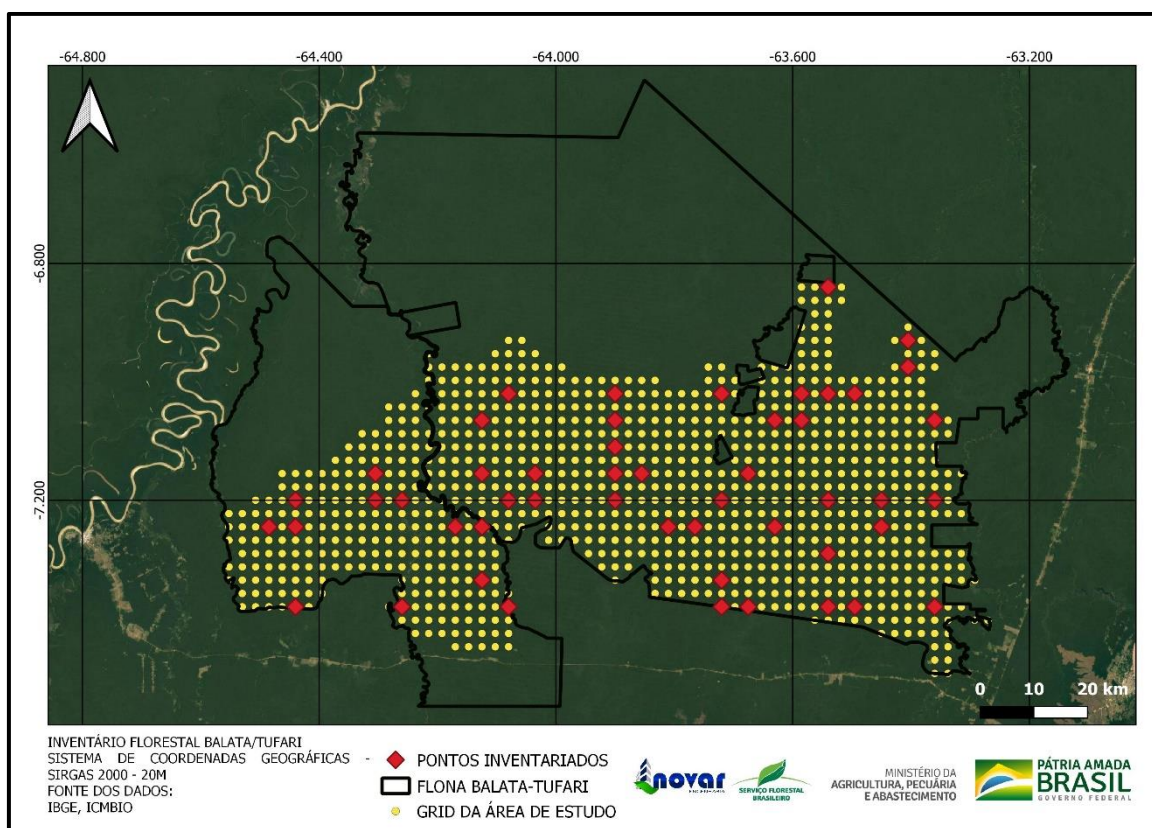 -64.800 -64.400 -64.000 -63.600 -63.200
-6.800
-7.200
0 10 20 km
INVENTÁRIO FLORESTAL BALATA/TUFARI
SISTEMA DE COORDENADAS GEOGRÁFICAS -
SIRGAS 2000 - 20M
FONTE DOS DADOS:
IBGE, ICMBIO
PONTOS INVENTARIADOS
FLONA BALATA-TUFARI
GRID DA ÁREA DE ESTUDO
Inovar
SERVIÇO FLORESTAL
BRASILEIRO
MINISTÉRIO DA
AGRICULTURA, PECUÁRIA
E ABASTECIMENTO
PÁTRIA AMADA
BRASIL
GOVERNO FEDERAL